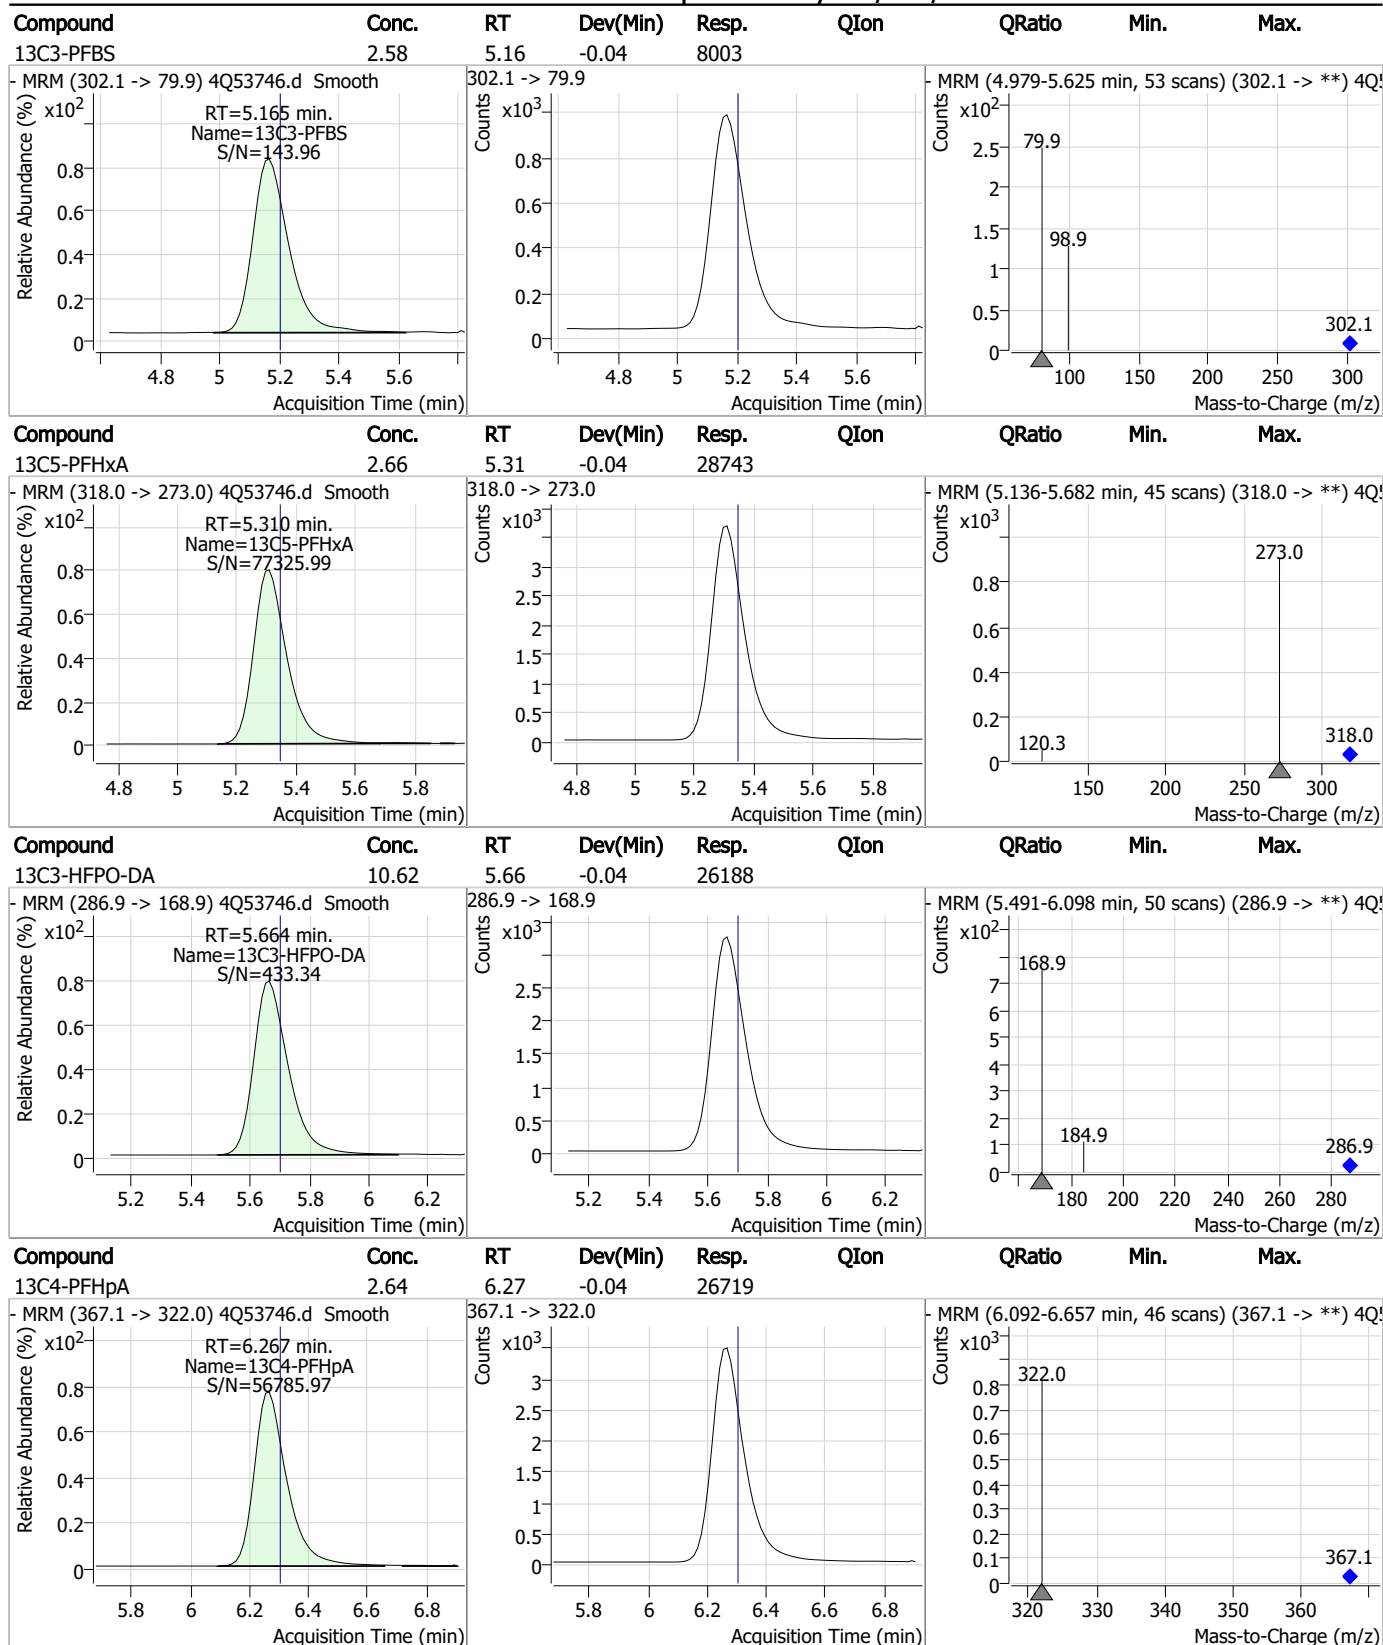 Compound Conc. RT Dev(Min) Resp. QIon QRatio Min. Max.
13C3-PFBS 2.58 5.16 -0.04 8003
- MRM (302.1 -> 79.9) 4Q53746.d Smooth
x10²
RT=5.165 min.
Name=13C3-PFBS
S/N=143.96
Relative Abundance (%)
0.8
0.6
0.4
0.2
0
4.8 5 5.2 5.4 5.6
Acquisition Time (min)
302.1 -> 79.9
Counts
x10³
0.8
0.6
0.4
0.2
0
4.8 5 5.2 5.4 5.6
Acquisition Time (min)
- MRM (4.979-5.625 min, 53 scans) (302.1 -> **) 4Q5
Counts
x10²
2.5
2
1.5
1
0.5
0
79.9
98.9
302.1
100 150 200 250 300
Mass-to-Charge (m/z)
Compound Conc. RT Dev(Min) Resp. QIon QRatio Min. Max.
13C5-PFHxA 2.66 5.31 -0.04 28743
- MRM (318.0 -> 273.0) 4Q53746.d Smooth
x10²
RT=5.310 min.
Name=13C5-PFHxA
S/N=77325.99
Relative Abundance (%)
0.8
0.6
0.4
0.2
0
4.8 5 5.2 5.4 5.6 5.8
Acquisition Time (min)
318.0 -> 273.0
Counts
x10³
3
2.5
2
1.5
1
0.5
0
4.8 5 5.2 5.4 5.6 5.8
Acquisition Time (min)
- MRM (5.136-5.682 min, 45 scans) (318.0 -> **) 4Q5
Counts
x10³
0.8
0.6
0.4
0.2
0
273.0
120.3
318.0
150 200 250 300
Mass-to-Charge (m/z)
Compound Conc. RT Dev(Min) Resp. QIon QRatio Min. Max.
13C3-HFPO-DA 10.62 5.66 -0.04 26188
- MRM (286.9 -> 168.9) 4Q53746.d Smooth
x10²
RT=5.664 min.
Name=13C3-HFPO-DA
S/N=433.34
Relative Abundance (%)
0.8
0.6
0.4
0.2
0
5.2 5.4 5.6 5.8 6 6.2
Acquisition Time (min)
286.9 -> 168.9
Counts
x10³
2.5
2
1.5
1
0.5
0
5.2 5.4 5.6 5.8 6 6.2
Acquisition Time (min)
- MRM (5.491-6.098 min, 50 scans) (286.9 -> **) 4Q5
Counts
x10²
7
6
5
4
3
2
1
0
168.9
184.9
286.9
180 200 220 240 260 280
Mass-to-Charge (m/z)
Compound Conc. RT Dev(Min) Resp. QIon QRatio Min. Max.
13C4-PFHpA 2.64 6.27 -0.04 26719
- MRM (367.1 -> 322.0) 4Q53746.d Smooth
x10²
RT=6.267 min.
Name=13C4-PFHpA
S/N=56785.97
Relative Abundance (%)
0.8
0.6
0.4
0.2
0
5.8 6 6.2 6.4 6.6 6.8
Acquisition Time (min)
367.1 -> 322.0
Counts
x10³
3
2.5
2
1.5
1
0.5
0
5.8 6 6.2 6.4 6.6 6.8
Acquisition Time (min)
- MRM (6.092-6.657 min, 46 scans) (367.1 -> **) 4Q5
Counts
x10³
0.8
0.7
0.6
0.5
0.4
0.3
0.2
0.1
0
322.0
367.1
320 330 340 350 360
Mass-to-Charge (m/z)